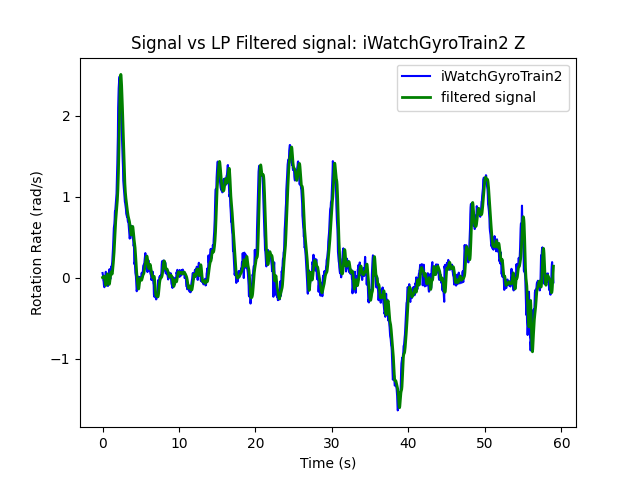 Signal vs LP Filtered signal: iWatchGyroTrain2 Z
iWatchGyroTrain2
filtered signal
Rotation Rate (rad/s)
2
1
0
−1
0 10 20 30 40 50 60
Time (s)